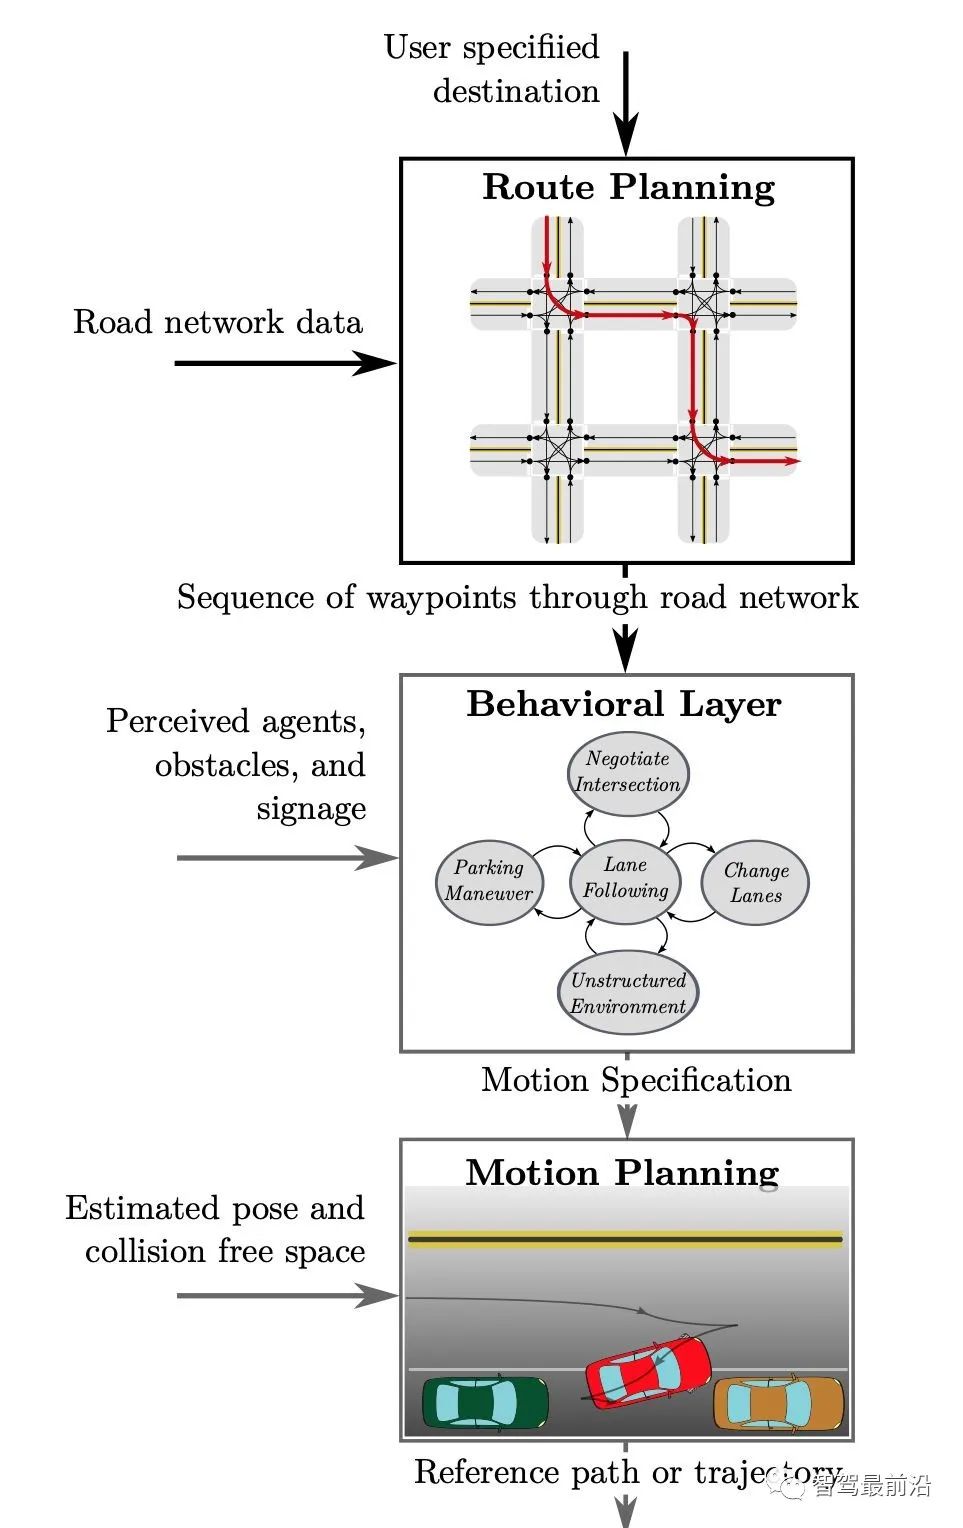 User specifiied
destination
Route Planning
Road network data
Sequence of waypoints through road network
Behavioral Layer
Perceived agents,
obstacles, and
signage
Negotiate
Intersection
Parking
Maneuver
Lane
Following
Change
Lanes
Unstructured
Environment
Motion Specification
Motion Planning
Estimated pose and
collision free space
Reference path or trajectory
智驾最前沿